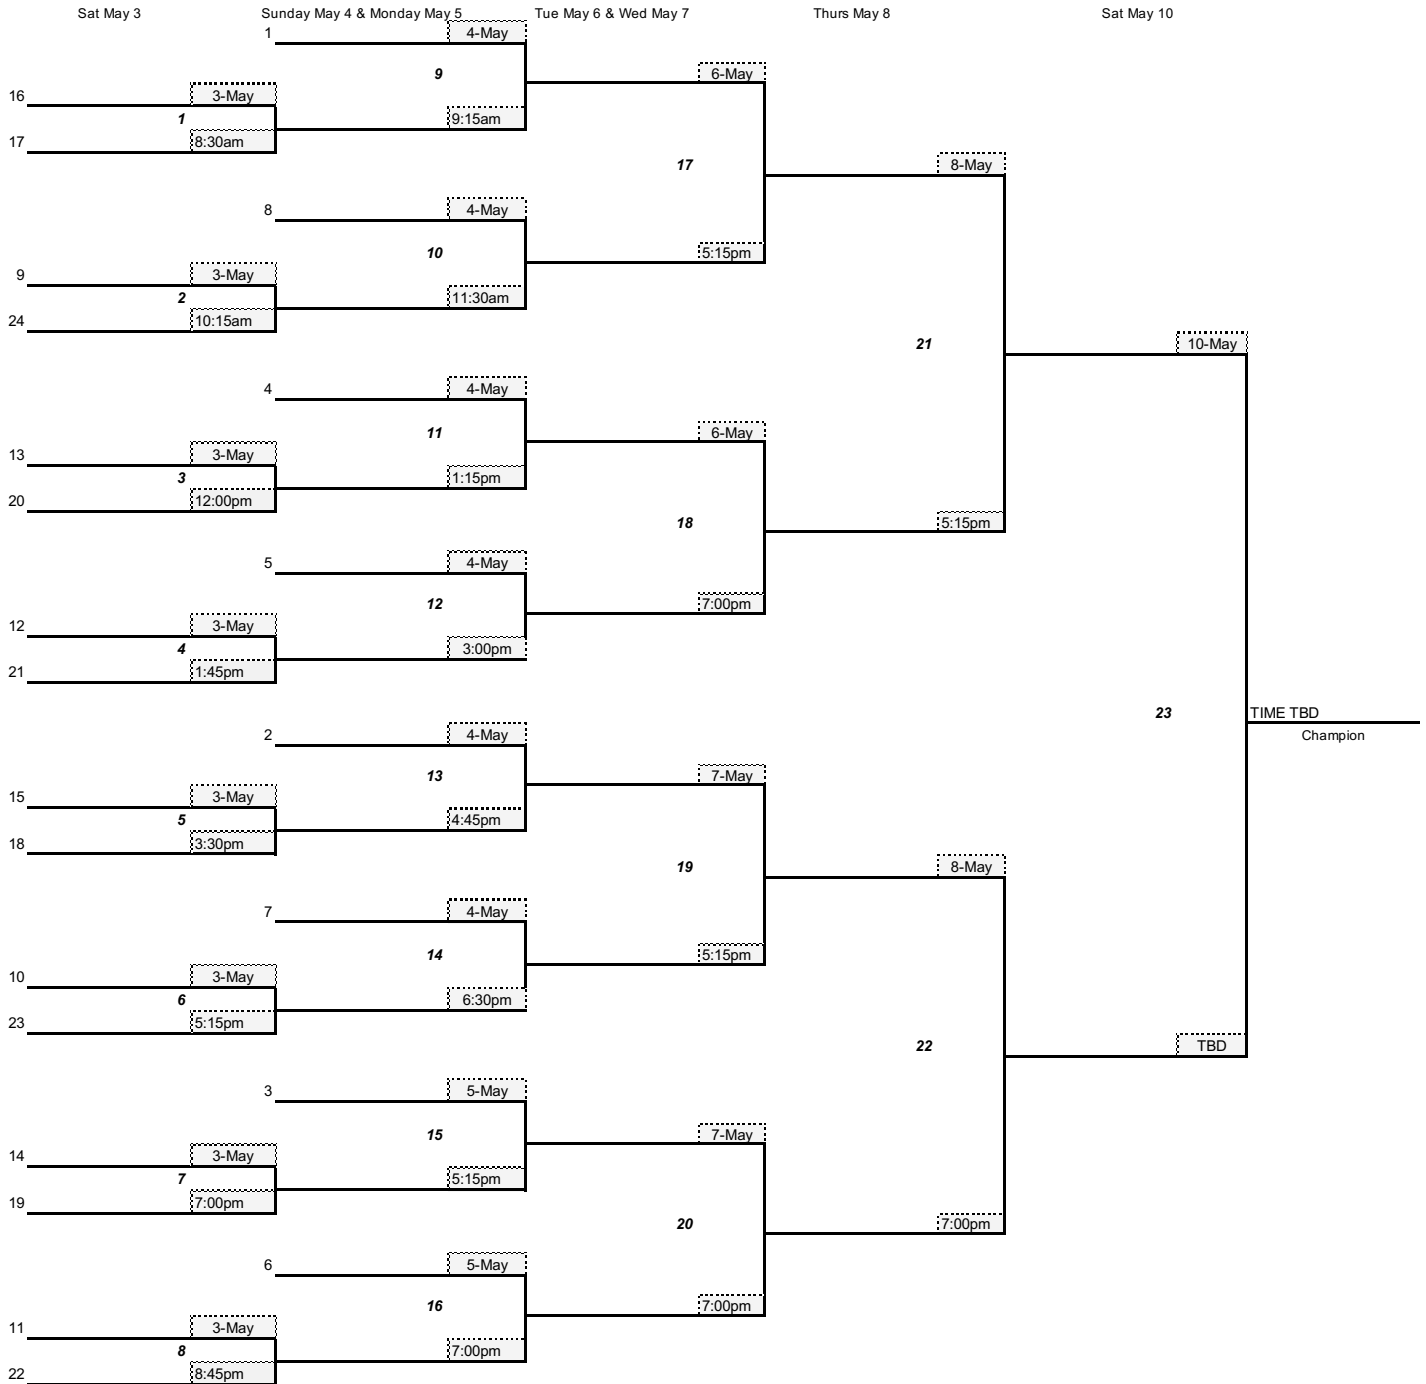 Sat May 3 Sunday May 4 & Monday May 5 Tue May 6 & Wed May 7 Thurs May 8 Sat May 10
1 4-May
9 6-May
16 3-May
1 9:15am
17 8:30am
17 8-May
8 4-May
10 5:15pm
9 3-May
2 11:30am
24 10:15am
21 10-May
4 4-May
11 6-May
13 3-May
3 1:15pm
20 12:00pm
18 5:15pm
5 4-May
12 7:00pm
12 3-May
4 3:00pm
21 1:45pm
23 TIME TBD
2 4-May Champion
13 7-May
15 3-May
5 4:45pm
18 3:30pm
19 8-May
7 4-May
14 5:15pm
10 3-May
6 6:30pm
23 5:15pm
22 TBD
3 5-May
15 7-May
14 3-May
7 5:15pm
19 7:00pm
20 7:00pm
6 5-May
16 7:00pm
11 3-May
8 7:00pm
22 8:45pm